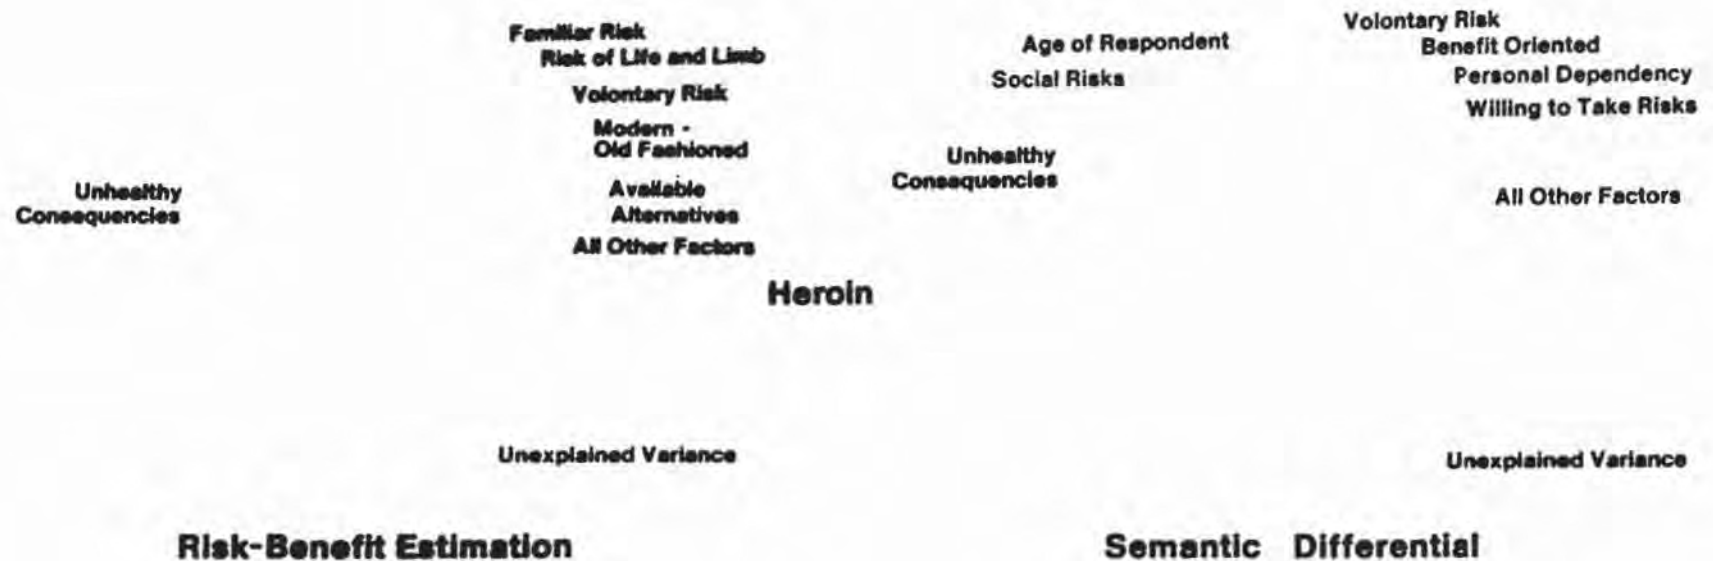 Familiar Risk
Risk of Life and Limb
Volontary Risk
Modern -
Old Fashioned
Available
Alternatives
All Other Factors
Unhealthy
Consequencies
Unexplained Variance
Risk-Benefit Estimation
Heroin
Age of Respondent
Social Risks
Unhealthy
Consequencies
Volontary Risk
Benefit Oriented
Personal Dependency
Willing to Take Risks
All Other Factors
Unexplained Variance
Semantic Differential